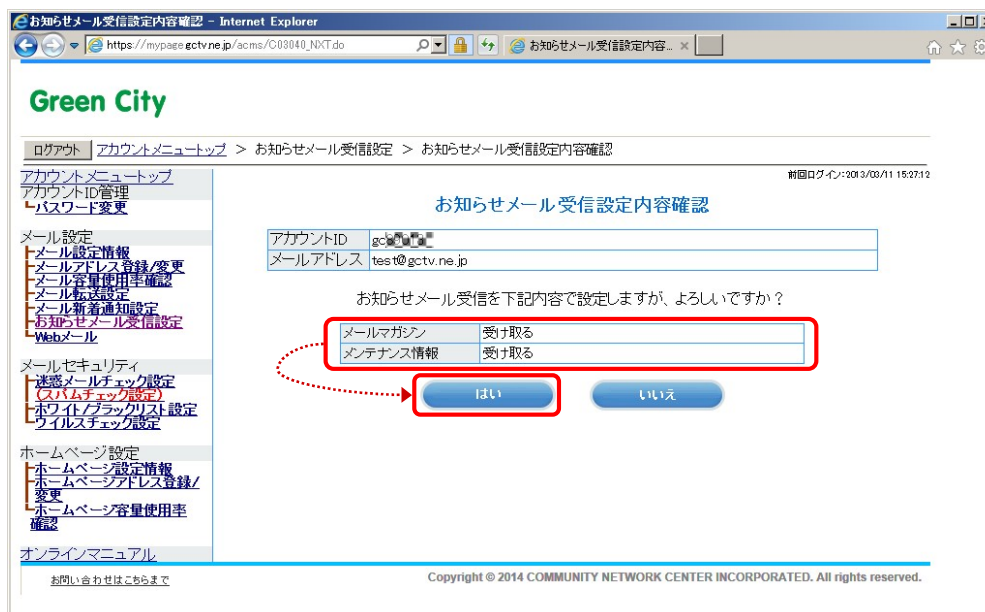 お知らせメール受信設定内容確認 - Internet Explorer
https://mypage.gctv.ne.jp/acms/C03040_NXT.do
お知らせメール受信設定内容...
Green City
ログアウト アカウントメニュートップ > お知らせメール受信設定 > お知らせメール受信設定内容確認
前回ログイン:2013/03/11 15:27:12
アカウントメニュートップ
アカウントID管理
パスワード変更
メール設定
メール設定情報
メールアドレス登録/変更
メール容量使用率確認
メール転送設定
メール新着通知設定
お知らせメール受信設定
Webメール
メールセキュリティ
迷惑メールチェック設定
(スパムチェック設定)
ホワイト/ブラックリスト設定
ウイルスチェック設定
ホームページ設定
ホームページ設定情報
ホームページアドレス登録/
変更
ホームページ容量使用率
確認
オンラインマニュアル
お問い合わせはこちらまで
お知らせメール受信設定内容確認
アカウントID gc
メールアドレス test@gctv.ne.jp
お知らせメール受信を下記内容で設定しますが、よろしいですか?
メールマガジン 受け取る
メンテナンス情報 受け取る
はい いいえ
Copyright © 2014 COMMUNITY NETWORK CENTER INCORPORATED. All rights reserved.